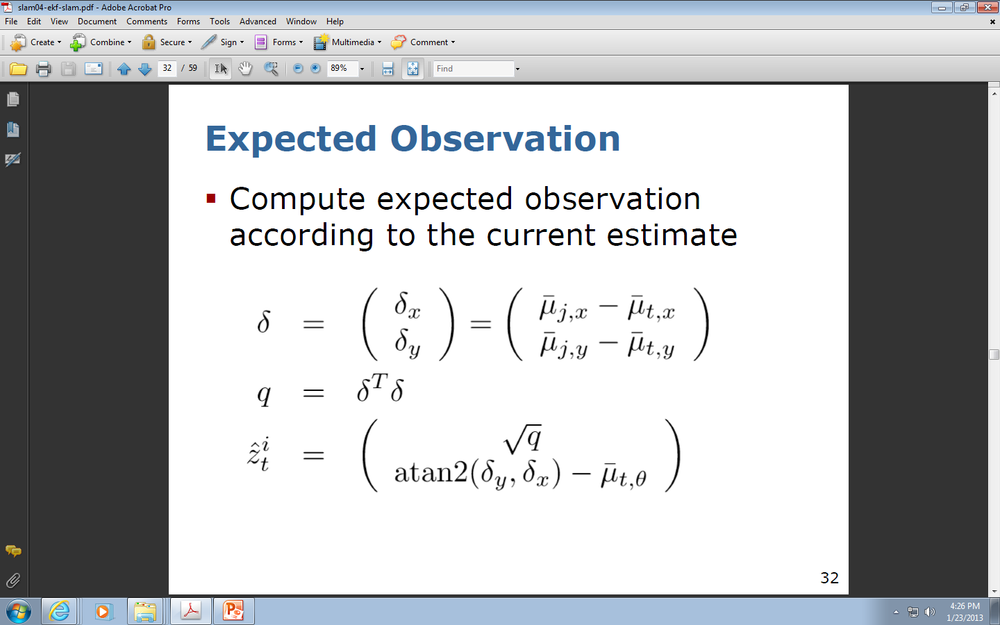 slam04-ekf-slam.pdf - Adobe Acrobat Pro
File Edit View Document Comments Forms Tools Advanced Window Help
Create Combine Secure Sign Forms Multimedia Comment
32 / 59 89% Find
Expected Observation
Compute expected observation
according to the current estimate
δ = ( δ_x δ_y ) = ( μ̄_{j,x} − μ̄_{t,x} μ̄_{j,y} − μ̄_{t,y} )
q = δ^T δ
ẑ_t^i = ( √q atan2(δ_y, δ_x) − μ̄_{t,θ} )
32
4:26 PM
1/23/2013